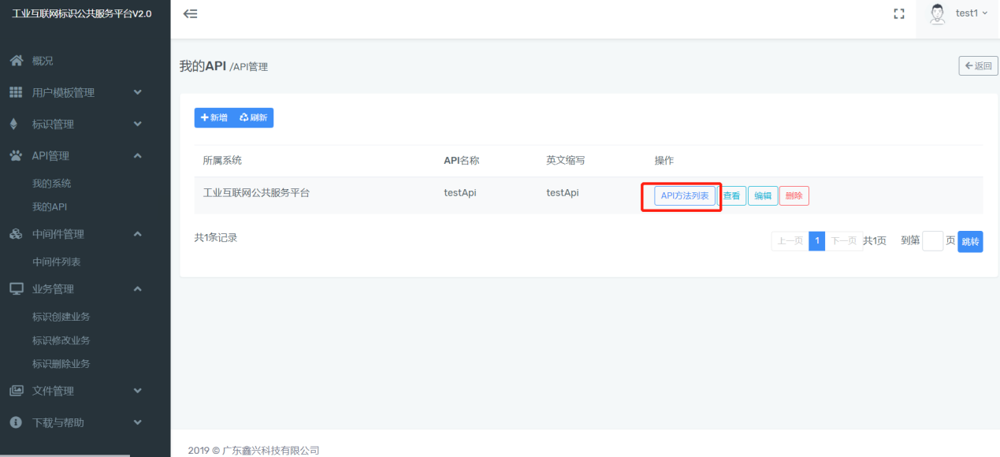 工业互联网标识公共服务平台V2.0
test1
概况
用户模板管理
标识管理
API管理
我的系统
我的API
中间件管理
中间件列表
业务管理
标识创建业务
标识修改业务
标识删除业务
文件管理
下载与帮助
我的API /API管理
返回
新增 刷新
所属系统 API名称 英文缩写 操作
工业互联网公共服务平台 testApi testApi API方法列表 查看 编辑 删除
共1条记录
上一页 1 下一页 共1页 到第 页 跳转
2019 © 广东鑫兴科技有限公司